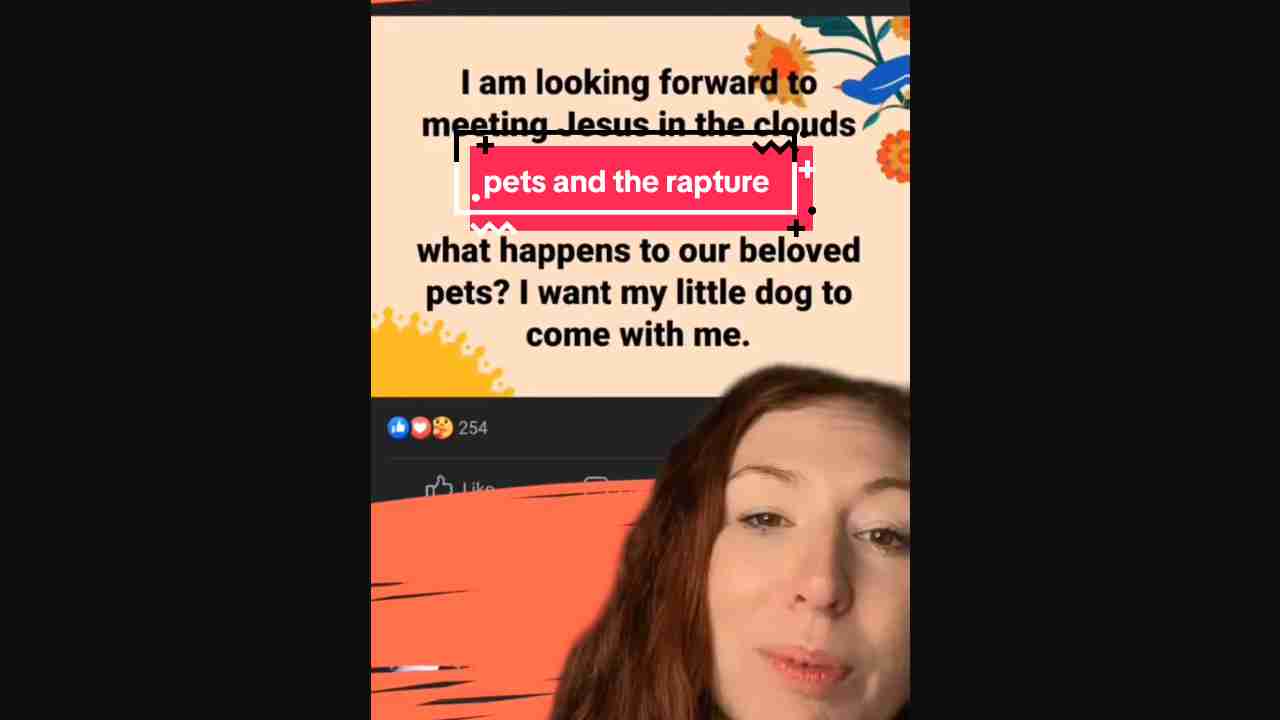 I am looking forward to
meeting Jesus in the clouds
pets and the rapture
what happens to our beloved
pets? I want my little dog to
come with me.
254
Like